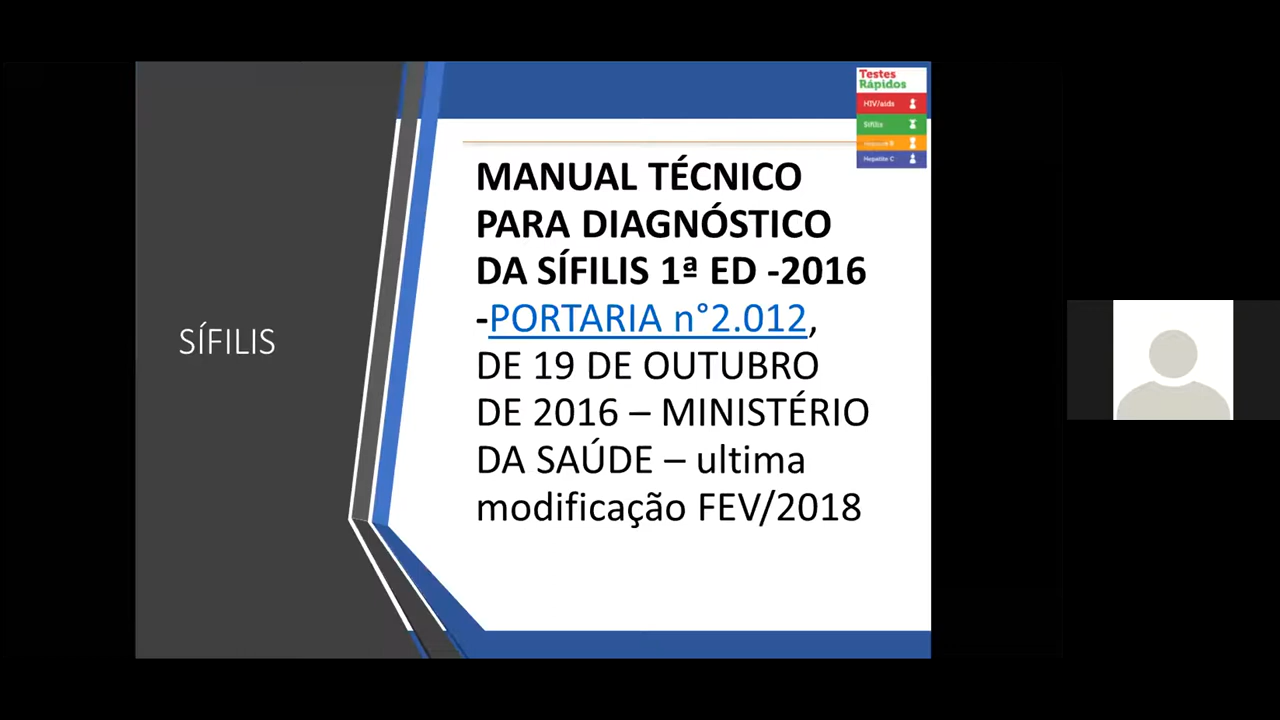 Testes
Rápidos
HIV/aids
Sífilis
Hepatite C
MANUAL TÉCNICO
PARA DIAGNÓSTICO
DA SÍFILIS 1ª ED -2016
-PORTARIA n°2.012,
DE 19 DE OUTUBRO
DE 2016 – MINISTÉRIO
DA SAÚDE – ultima
modificação FEV/2018
SÍFILIS